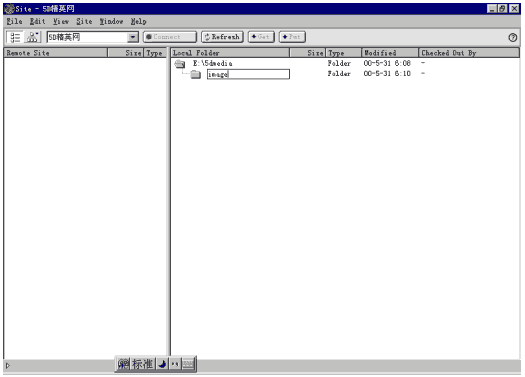 Site - 5D精英网
File Edit View Site Window Help
5D精英网 Connect Refresh Get Put
Remote Site Size Type Local Folder Size Type Modified Checked Out By
E:\5dmedia Folder 00-5-31 6:08 -
image Folder 00-5-31 6:10 -
标准